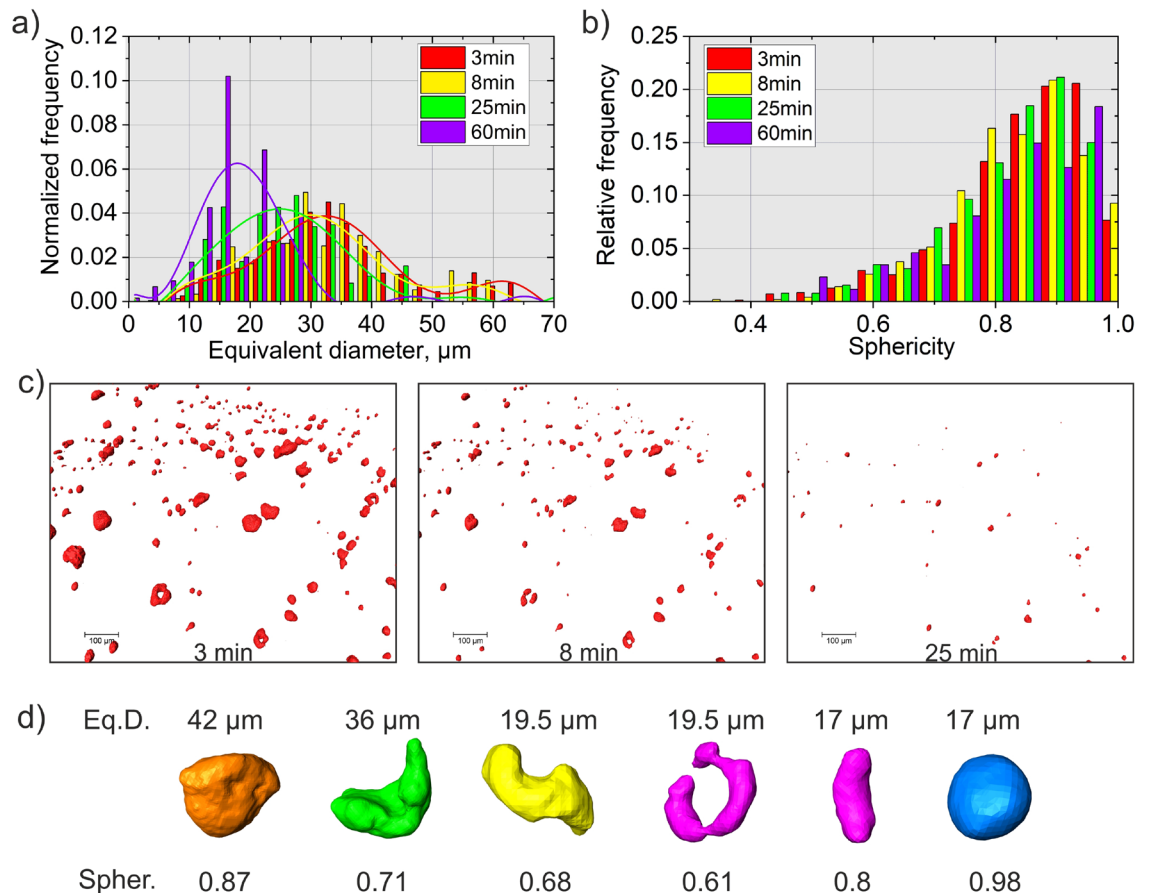 a)
Normalized frequency
0.12
0.10
0.08
0.06
0.04
0.02
0.00
0 10 20 30 40 50 60 70
Equivalent diameter, µm
3min
8min
25min
60min
b)
Relative frequency
0.25
0.20
0.15
0.10
0.05
0.00
0.4 0.6 0.8 1.0
Sphericity
3min
8min
25min
60min
c)
100 µm
3 min
100 µm
8 min
100 µm
25 min
d)
Eq.D. 42 µm 36 µm 19.5 µm 19.5 µm 17 µm 17 µm
Spher. 0.87 0.71 0.68 0.61 0.8 0.98